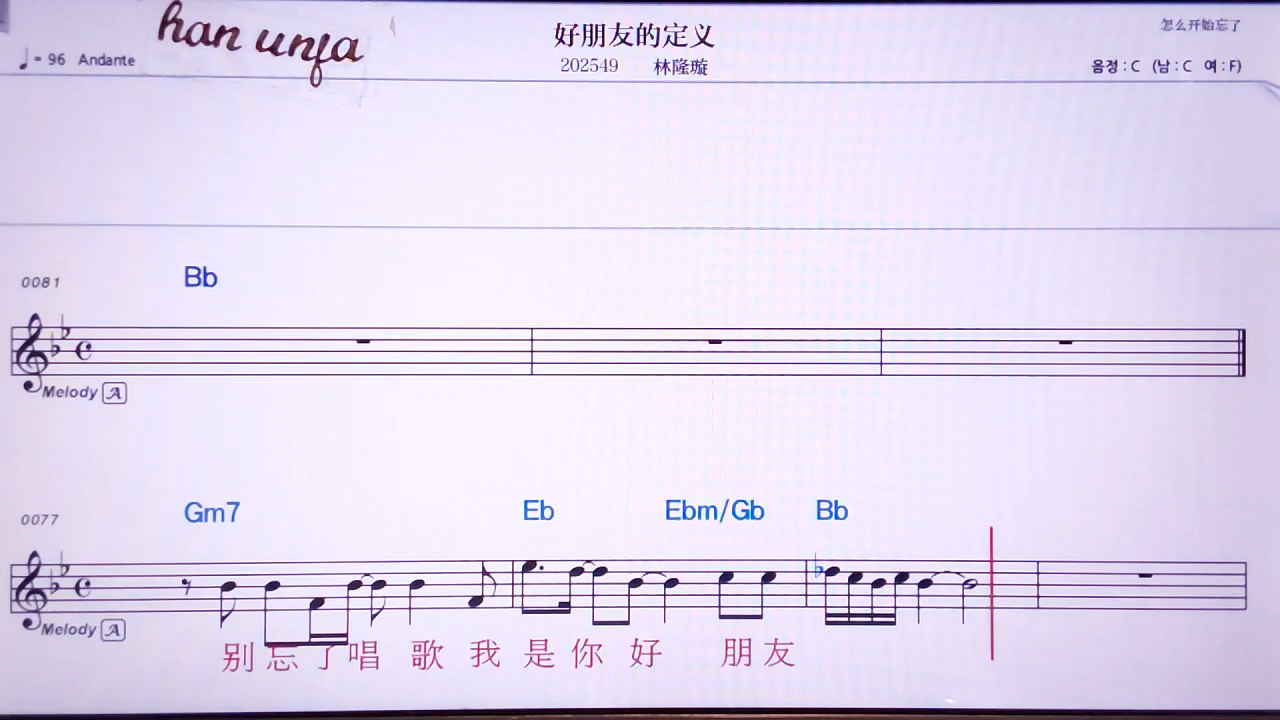 han unfa
好朋友的定义
怎么开始忘了
♩= 96 Andante
202549 林隆璇
음정 : C (남 : C 여 : F)
0081 Bb
Melody A
0077 Gm7 Eb Ebm/Gb Bb
Melody A
别忘了唱 歌 我 是 你 好 朋友